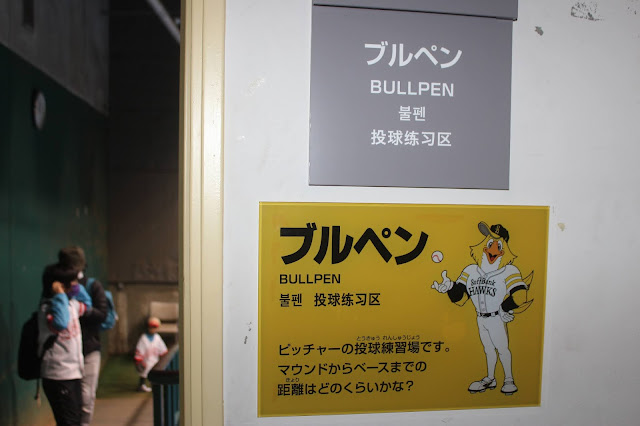 ブルペン
BULLPEN
불펜
投球练习区
ブルペン
BULLPEN
불펜 投球练习区
SoftBank
HAWKS
とうきゅう れんしゅうじょう
ピッチャーの投球練習場です。
マウンドからベースまでの
きょり
距離はどのくらいかな?